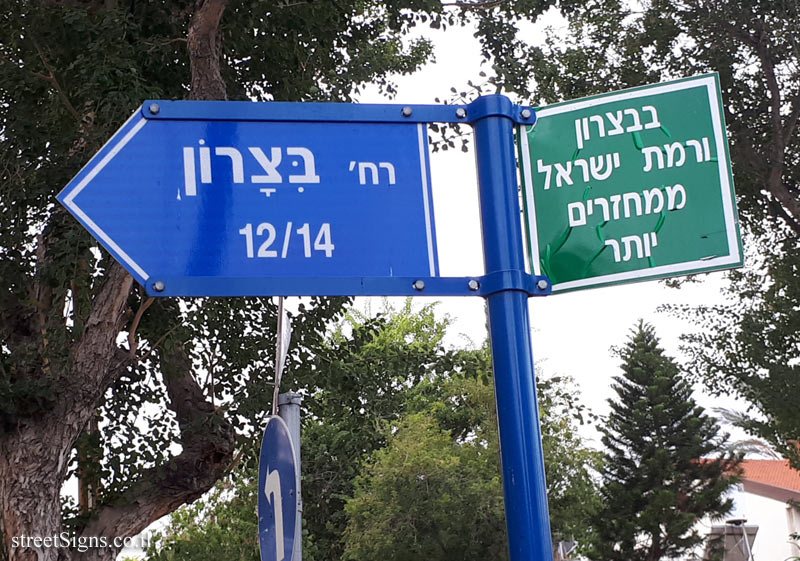 רח' בִּצָרוֹן
12/14
בבצרון
ורמת ישראל
ממחזרים
יותר
streetSigns.co.il